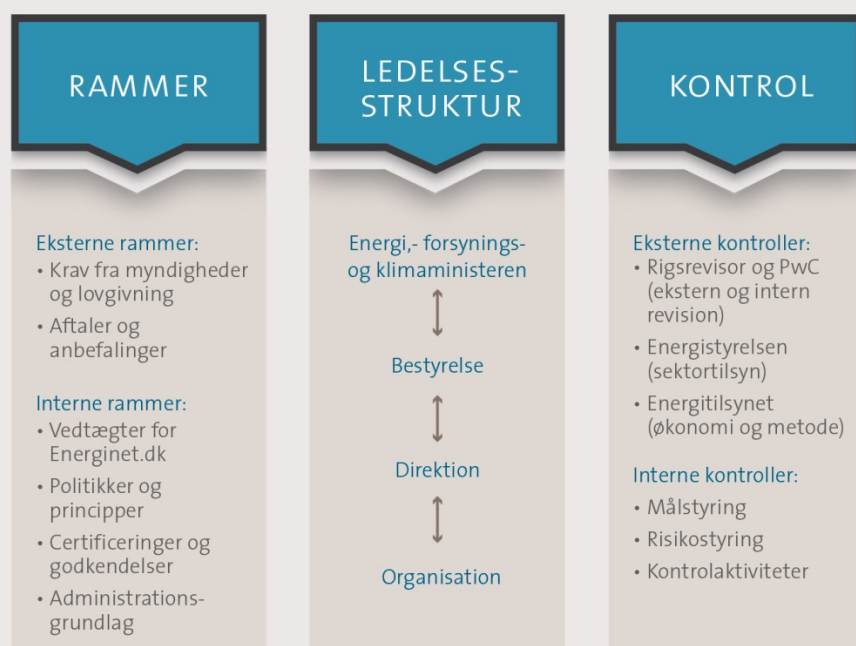 RAMMER
Eksterne rammer:
• Krav fra myndigheder
og lovgivning
• Aftaler og
anbefalinger
Interne rammer:
• Vedtægter for
Energinet.dk
• Politikker og
principper
• Certificeringer og
godkendelser
• Administrations-
grundlag
LEDELSES-
STRUKTUR
Energi,- forsynings-
og klimaministeren
Bestyrelse
Direktion
Organisation
KONTROL
Eksterne kontroller:
• Rigsrevisor og PwC
(ekstern og intern
revision)
• Energistyrelsen
(sektortilsyn)
• Energitilsynet
(økonomi og metode)
Interne kontroller:
• Målstyring
• Risikostyring
• Kontrolaktiviteter